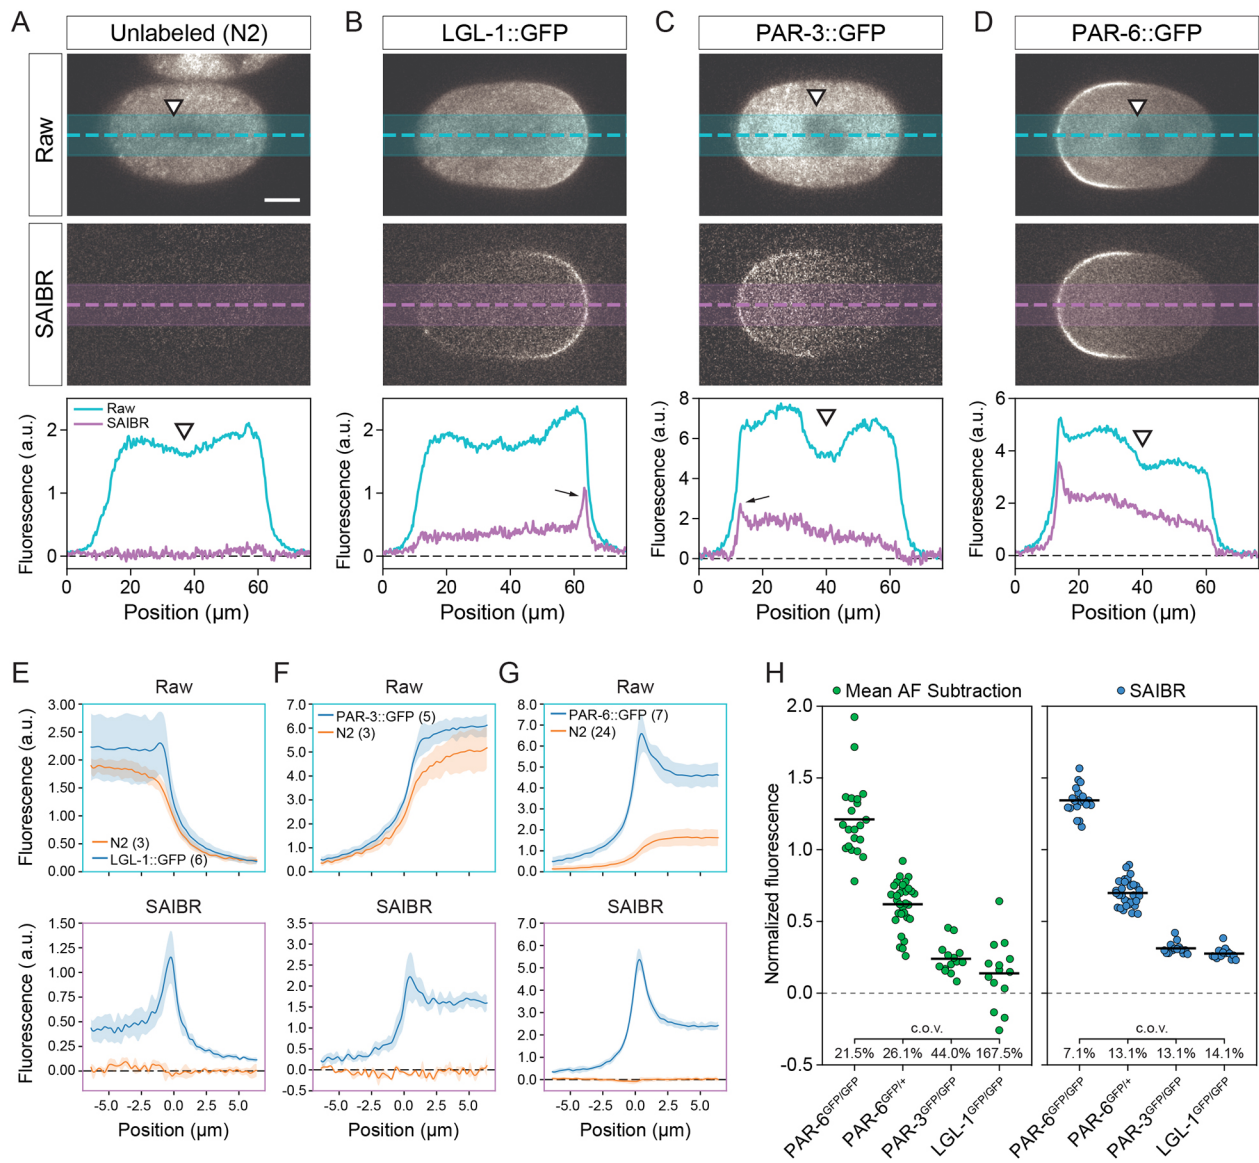 A
Unlabeled (N2)
B
LGL-1::GFP
C
PAR-3::GFP
D
PAR-6::GFP
Raw
SAIBR
Fluorescence (a.u.)
2
1
0
Raw
SAIBR
0 20 40 60
Position (µm)
Fluorescence (a.u.)
2
1
0
0 20 40 60
Position (µm)
Fluorescence (a.u.)
8
6
4
2
0
0 20 40 60
Position (µm)
Fluorescence (a.u.)
6
4
2
0
0 20 40 60
Position (µm)
E
Raw
Fluorescence (a.u.)
3.00
2.50
2.00
1.50
1.00
0.50
0.00
N2 (3)
LGL-1::GFP (6)
SAIBR
Fluorescence ( a.u.)
1.50
1.25
1.00
0.75
0.50
0.25
0.00
-5.0 -2.5 0.0 2.5 5.0
Position (µm)
F
Raw
7.0
6.0
5.0
4.0
3.0
2.0
1.0
0.0
PAR-3::GFP (5)
N2 (3)
SAIBR
3.5
3.0
2.5
2.0
1.5
1.0
0.5
0.0
-0.5
-5.0 -2.5 0.0 2.5 5.0
Position (µm)
G
Raw
8.0
7.0
6.0
5.0
4.0
3.0
2.0
1.0
0.0
PAR-6::GFP (7)
N2 (24)
SAIBR
7.0
6.0
5.0
4.0
3.0
2.0
1.0
0.0
-5.0 -2.5 0.0 2.5 5.0
Position (µm)
H
Mean AF Subtraction
SAIBR
Normalized fluorescence
2.0
1.5
1.0
0.5
0.0
-0.5
c.o.v.
21.5% 26.1% 44.0% 167.5%
PAR-6GFP/GFP
PAR-6GFP/+
PAR-3GFP/GFP
LGL-1GFP/GFP
c.o.v.
7.1% 13.1% 13.1% 14.1%
PAR-6GFP/GFP
PAR-6GFP/+
PAR-3GFP/GFP
LGL-1GFP/GFP